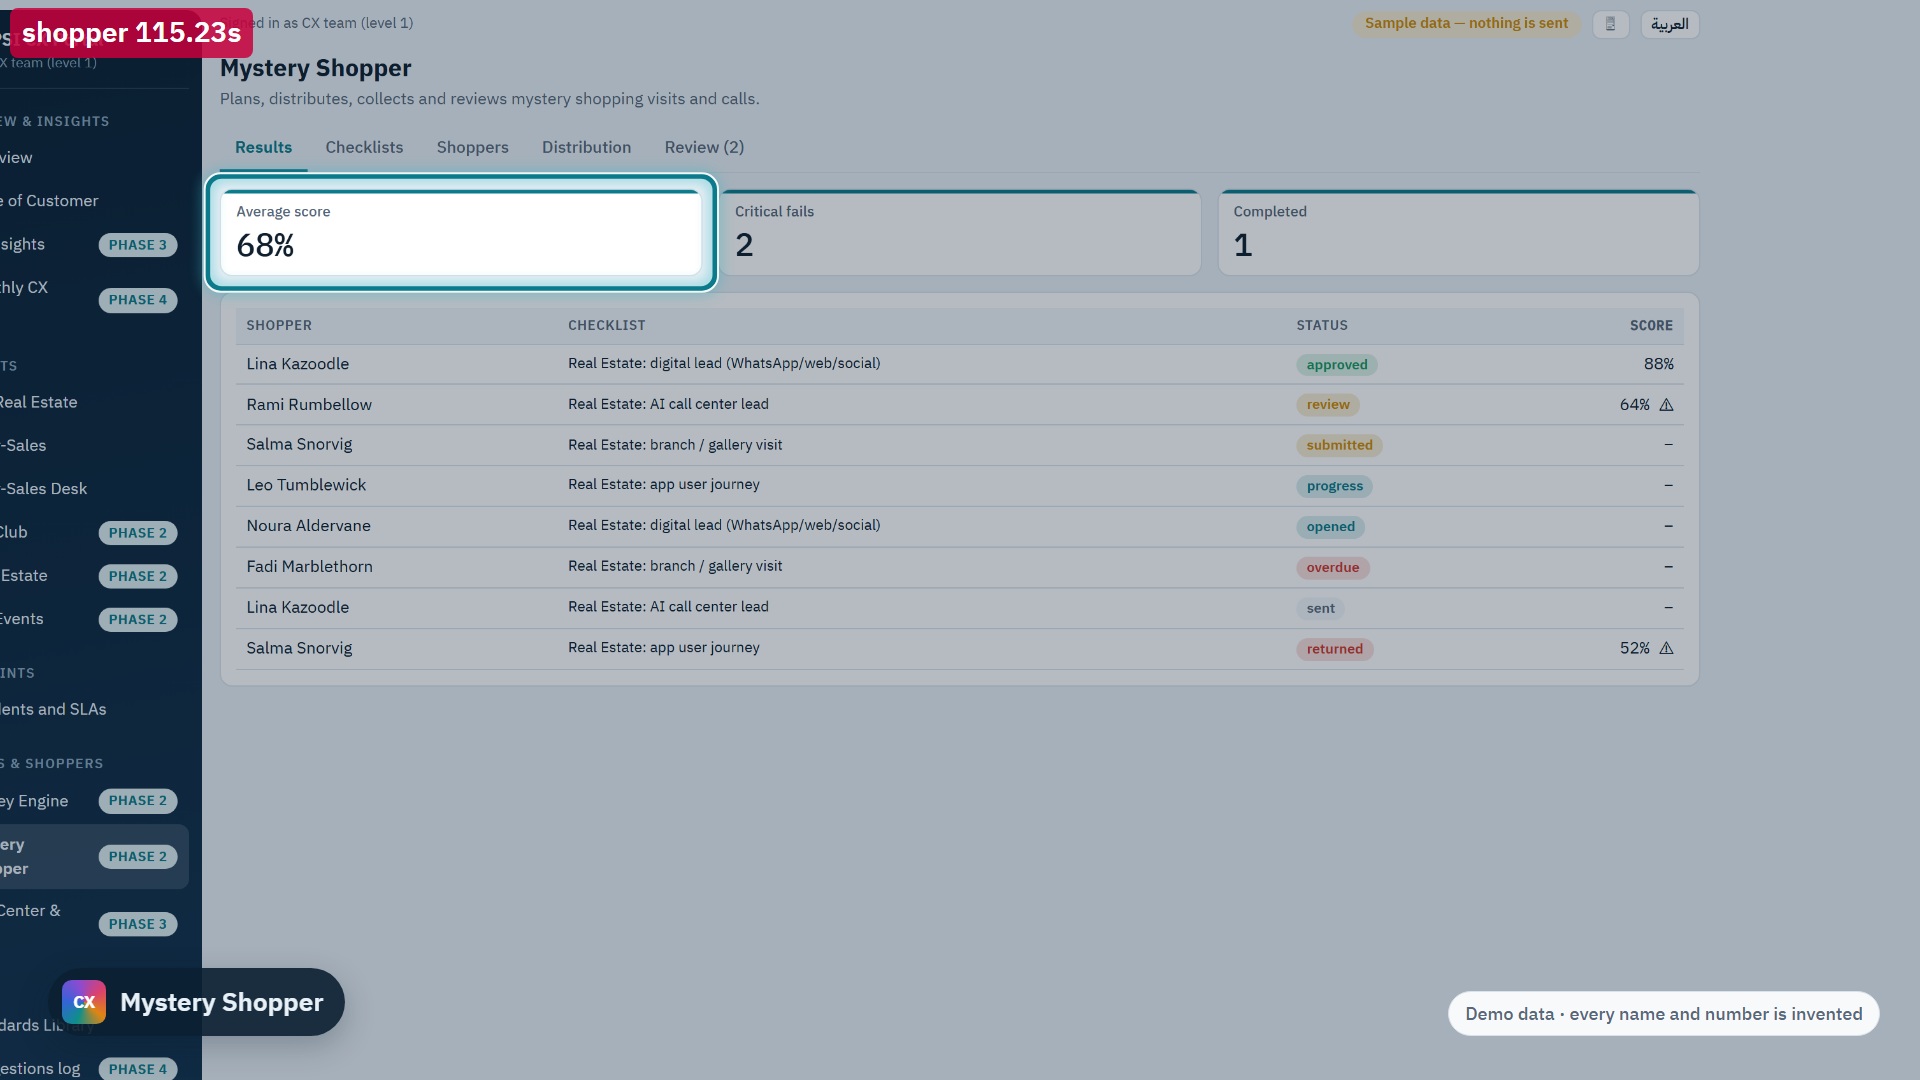 shopper 115.23s
ed in as CX team (level 1)
Sample data — nothing is sent
العربية
X team (level 1)
Mystery Shopper
Plans, distributes, collects and reviews mystery shopping visits and calls.
Results Checklists Shoppers Distribution Review (2)
EW & INSIGHTS
view
e of Customer
sights PHASE 3
thly CX PHASE 4
TS
Real Estate
-Sales
-Sales Desk
Club PHASE 2
Estate PHASE 2
Events PHASE 2
INTS
dents and SLAs
S & SHOPPERS
ey Engine PHASE 2
ery
pper PHASE 2
Center & PHASE 3
dards Library
estions log PHASE 4
Average score
68%
Critical fails
2
Completed
1
SHOPPER CHECKLIST STATUS SCORE
Lina Kazoodle Real Estate: digital lead (WhatsApp/web/social) approved 88%
Rami Rumbellow Real Estate: AI call center lead review 64% ⚠
Salma Snorvig Real Estate: branch / gallery visit submitted –
Leo Tumblewick Real Estate: app user journey progress –
Noura Aldervane Real Estate: digital lead (WhatsApp/web/social) opened –
Fadi Marblethorn Real Estate: branch / gallery visit overdue –
Lina Kazoodle Real Estate: AI call center lead sent –
Salma Snorvig Real Estate: app user journey returned 52% ⚠
CX Mystery Shopper
Demo data · every name and number is invented